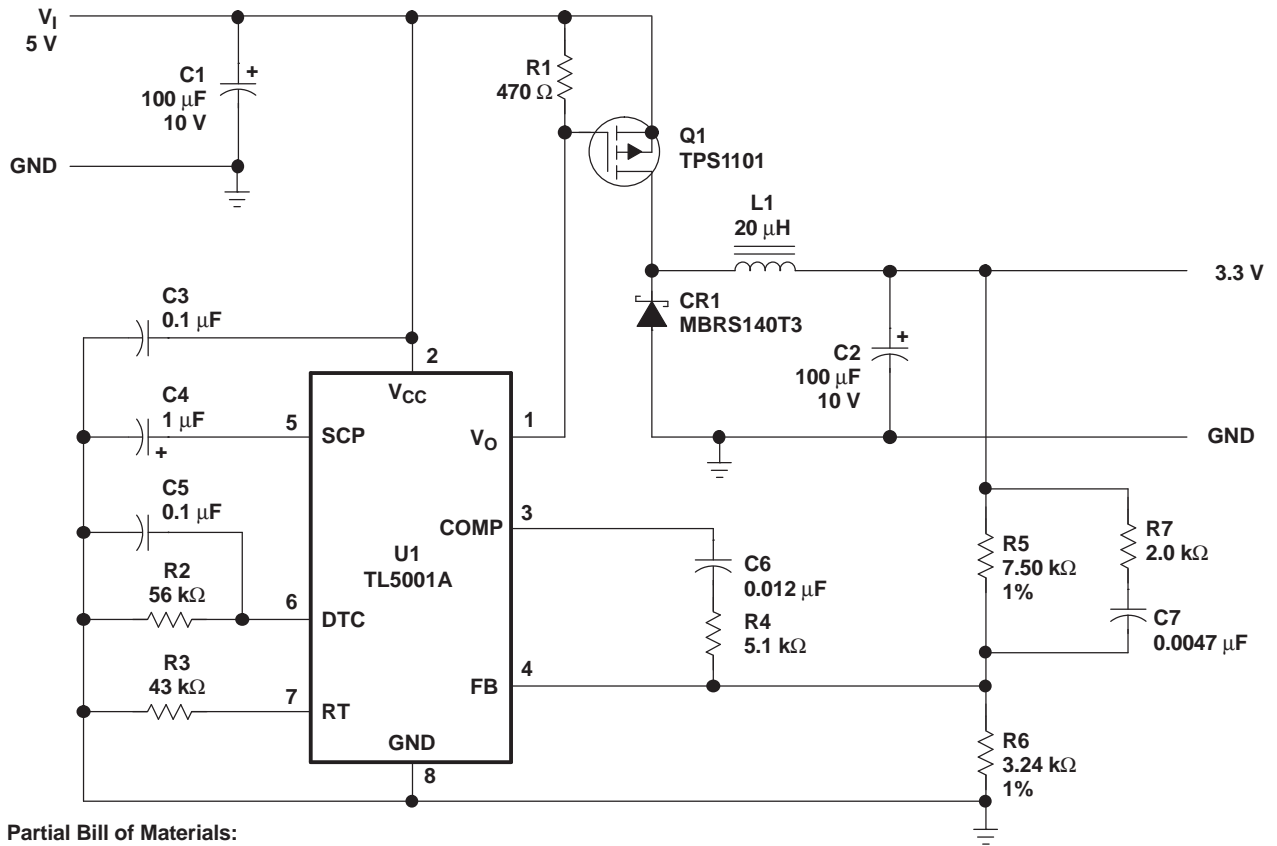 VI
5 V
C1
100 μF
10 V
+
GND
R1
470 Ω
Q1
TPS1101
L1
20 μH
3.3 V
CR1
MBRS140T3
C2
100 μF
10 V
+
GND
C3
0.1 μF
2
VCC
C4
1 μF
+
5
SCP
1
VO
C5
0.1 μF
3
COMP
U1
TL5001A
C6
0.012 μF
R4
5.1 kΩ
R5
7.50 kΩ
1%
R7
2.0 kΩ
C7
0.0047 μF
R2
56 kΩ
6
DTC
R3
43 kΩ
7
RT
4
FB
GND
8
R6
3.24 kΩ
1%
Partial Bill of Materials: